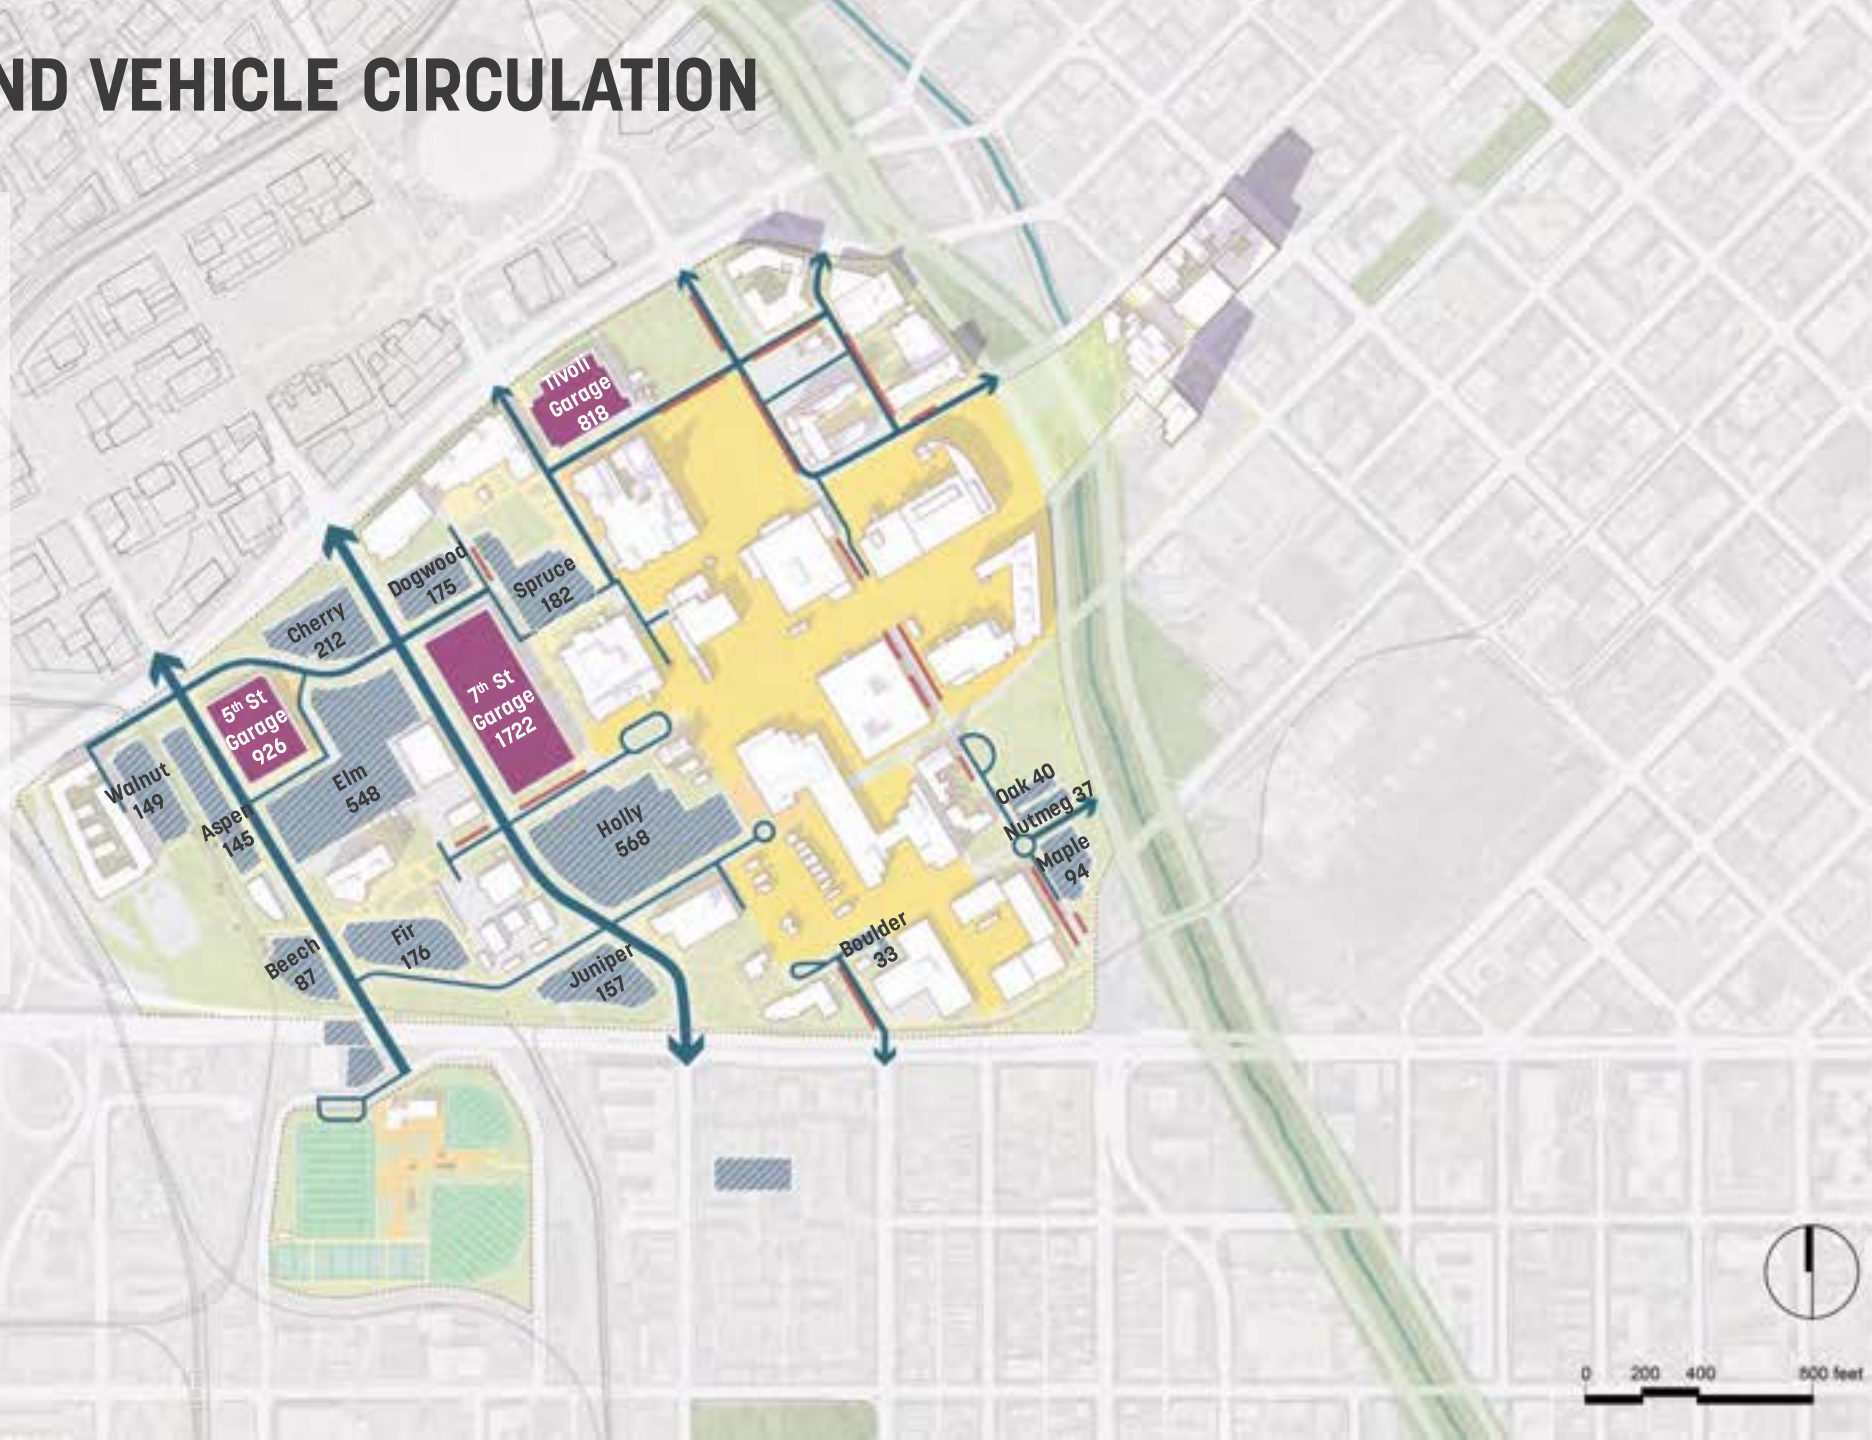 ND VEHICLE CIRCULATION
Tivoli
Garage
818
Dogwood
175
Spruce
182
Cherry
212
5th St
Garage
926
7th St
Garage
1722
Walnut
149
Aspen
145
Elm
548
Holly
568
Oak 40
Nutmeg 37
Maple
94
Beech
87
Fir
176
Juniper
157
Boulder
33
0 200 400 800 feet